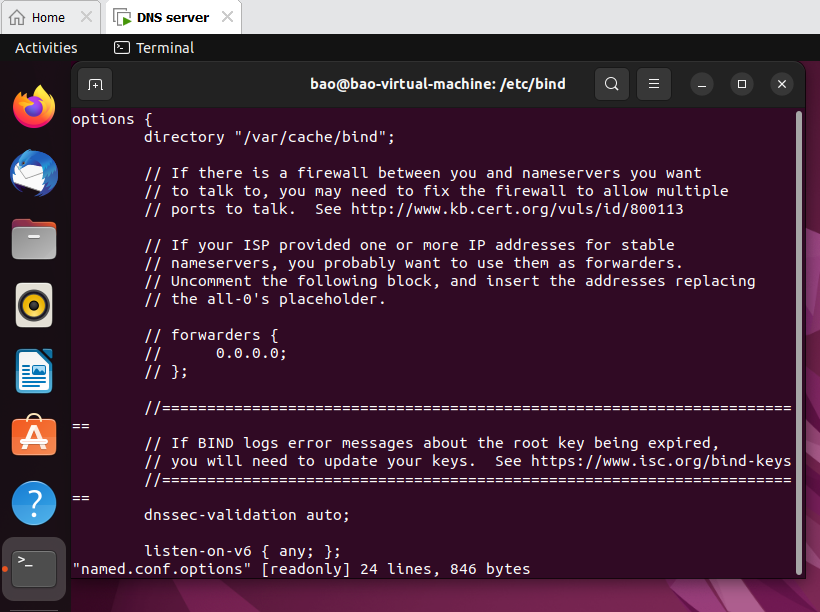 Home
DNS server
Activities
Terminal
bao@bao-virtual-machine: /etc/bind
options {
directory "/var/cache/bind";
// If there is a firewall between you and nameservers you want
// to talk to, you may need to fix the firewall to allow multiple
// ports to talk.  See http://www.kb.cert.org/vuls/id/800113
// If your ISP provided one or more IP addresses for stable
// nameservers, you probably want to use them as forwarders.
// Uncomment the following block, and insert the addresses replacing
// the all-0's placeholder.
// forwarders {
//      0.0.0.0;
// };
//======================================================================
==
// If BIND logs error messages about the root key being expired,
// you will need to update your keys.  See https://www.isc.org/bind-keys
//======================================================================
==
dnssec-validation auto;
listen-on-v6 { any; };
"named.conf.options" [readonly] 24 lines, 846 bytes